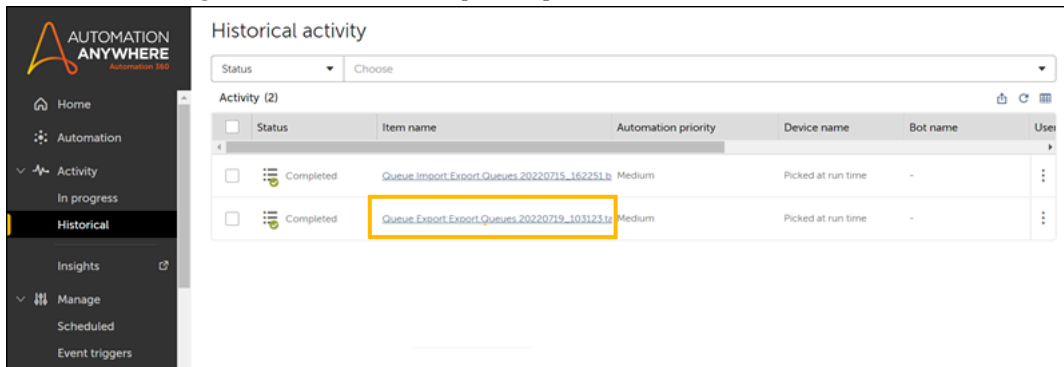 AUTOMATION
ANYWHERE
Automation 360
Home
Automation
Activity
In progress
Historical
Insights
Manage
Scheduled
Event triggers
Historical activity
Status Choose
Activity (2)
Status Item name Automation priority Device name Bot name User
Completed Queue Import:Export.Queues.20220715_162251.b Medium Picked at run time -
Completed Queue Export:Export.Queues.20220719_103123.ta Medium Picked at run time -